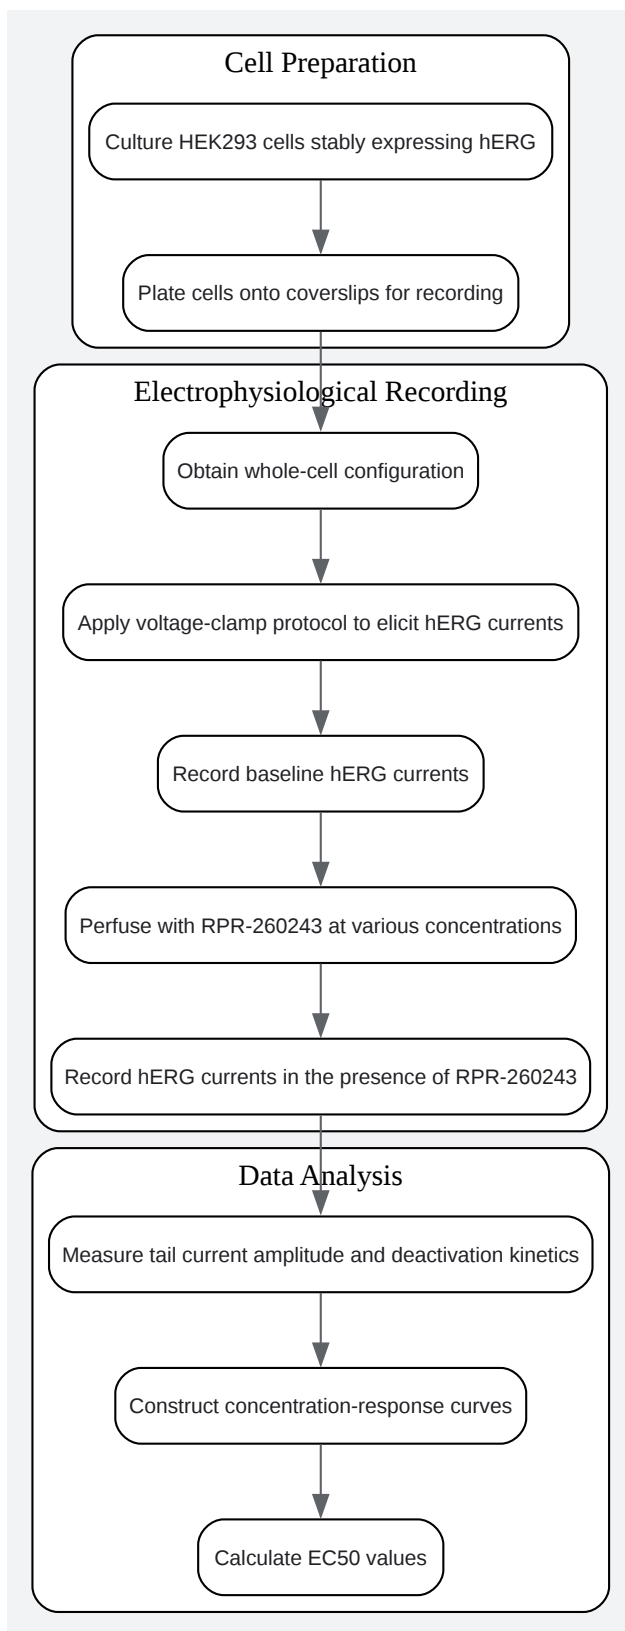 Cell Preparation
Culture HEK293 cells stably expressing hERG
Plate cells onto coverslips for recording
Electrophysiological Recording
Obtain whole-cell configuration
Apply voltage-clamp protocol to elicit hERG currents
Record baseline hERG currents
Perfuse with RPR-260243 at various concentrations
Record hERG currents in the presence of RPR-260243
Data Analysis
Measure tail current amplitude and deactivation kinetics
Construct concentration-response curves
Calculate EC50 values